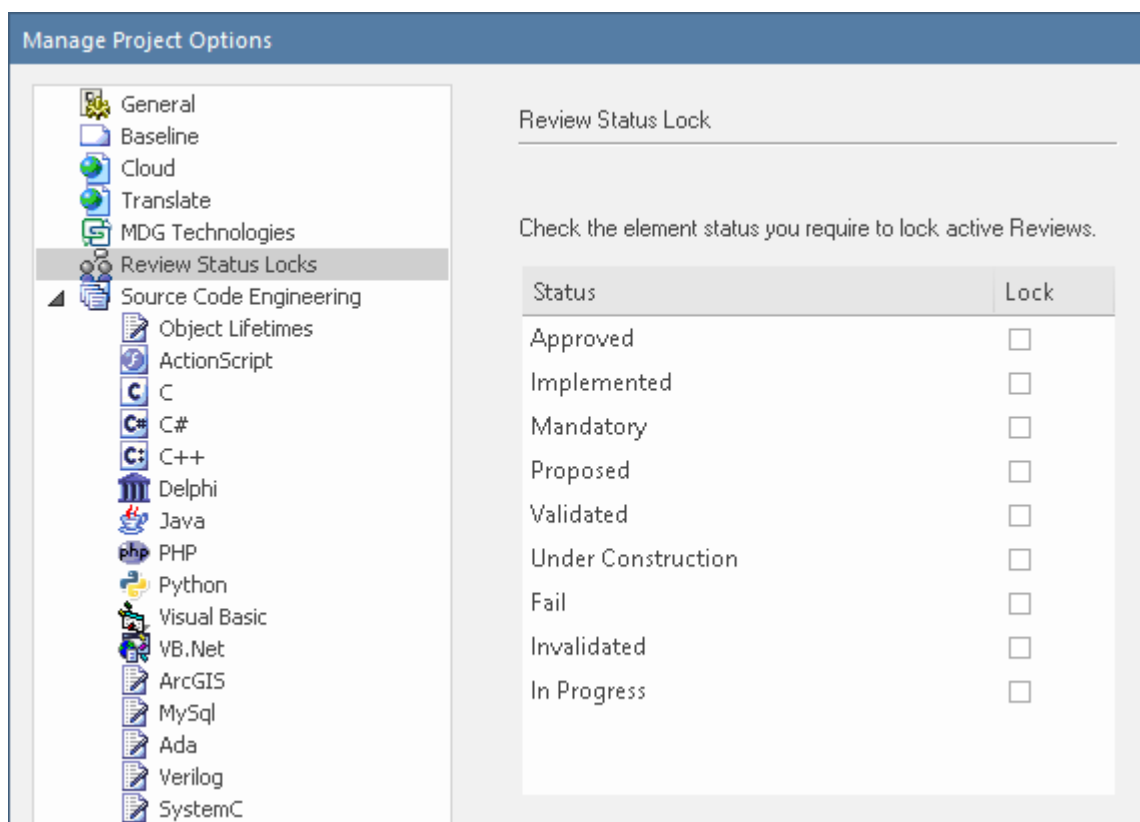 Manage Project Options
General
Baseline
Cloud
Translate
MDG Technologies
Review Status Locks
Source Code Engineering
Object Lifetimes
ActionScript
C
C#
C++
Delphi
Java
php PHP
Python
Visual Basic
VB.Net
ArcGIS
MySql
Ada
Verilog
SystemC
Review Status Lock
Check the element status you require to lock active Reviews.
Status Lock
Approved
Implemented
Mandatory
Proposed
Validated
Under Construction
Fail
Invalidated
In Progress